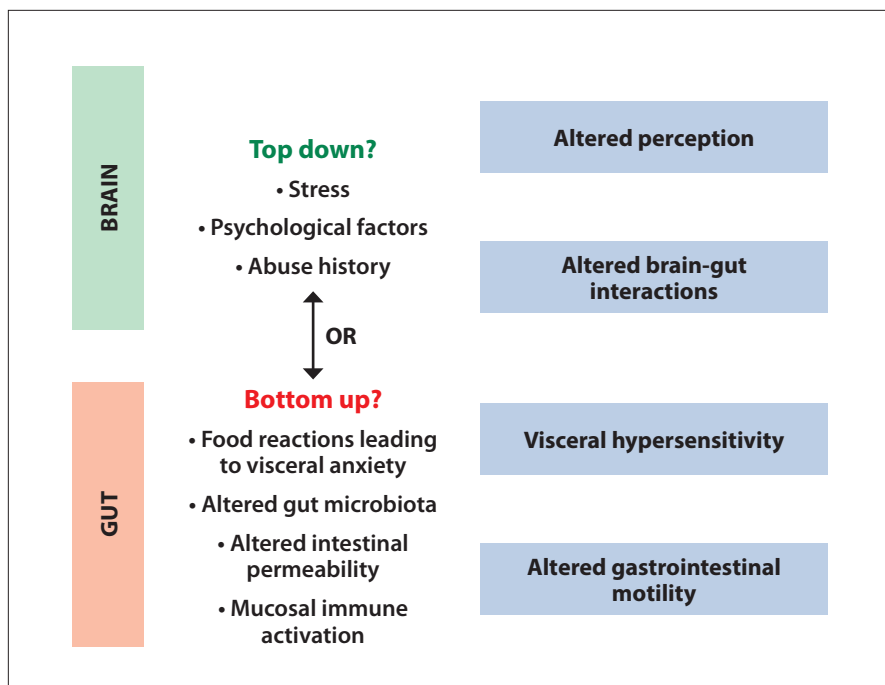 BRAIN
Top down?
• Stress
• Psychological factors
• Abuse history
OR
GUT
Bottom up?
• Food reactions leading
to visceral anxiety
• Altered gut microbiota
• Altered intestinal
permeability
• Mucosal immune
activation
Altered perception
Altered brain-gut
interactions
Visceral hypersensitivity
Altered gastrointestinal
motility